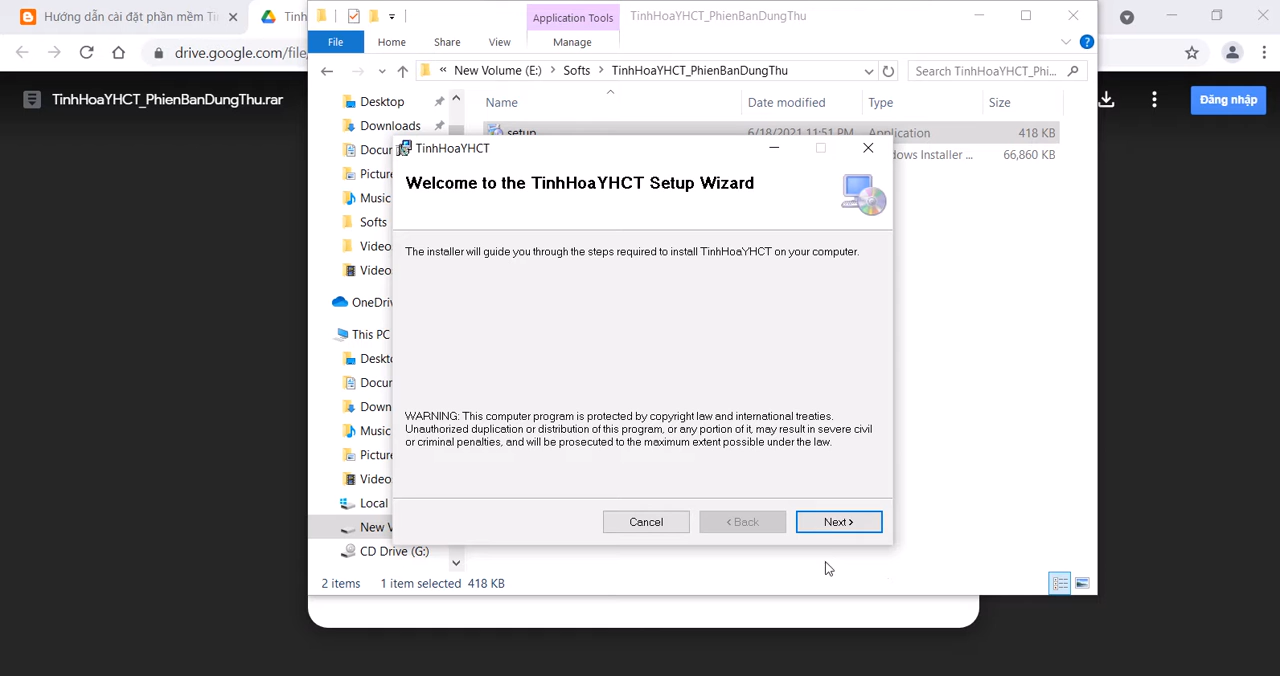 Hướng dẫn cài đặt phần mềm Tin
Tinh
drive.google.com/file/
TinhHoaYHCT_PhienBanDungThu.rar
Đăng nhập
Application Tools
TinhHoaYHCT_PhienBanDungThu
File
Home
Share
View
Manage
« New Volume (E:) > Softs > TinhHoaYHCT_PhienBanDungThu
Search TinhHoaYHCT_Phi...
Name
Date modified
Type
Size
setup
6/18/2021 11:51 PM
Application
418 KB
dows Installer ...
66,860 KB
Desktop
Downloads
Docur
Picture
Music
Softs
Video
Video
OneDriv
This PC
Deskto
Docur
Down
Music
Picture
Video
Local
New V
CD Drive (G:)
TinhHoaYHCT
Welcome to the TinhHoaYHCT Setup Wizard
The installer will guide you through the steps required to install TinhHoaYHCT on your computer.
WARNING: This computer program is protected by copyright law and international treaties.
Unauthorized duplication or distribution of this program, or any portion of it, may result in severe civil
or criminal penalties, and will be prosecuted to the maximum extent possible under the law.
Cancel
< Back
Next >
2 items
1 item selected 418 KB